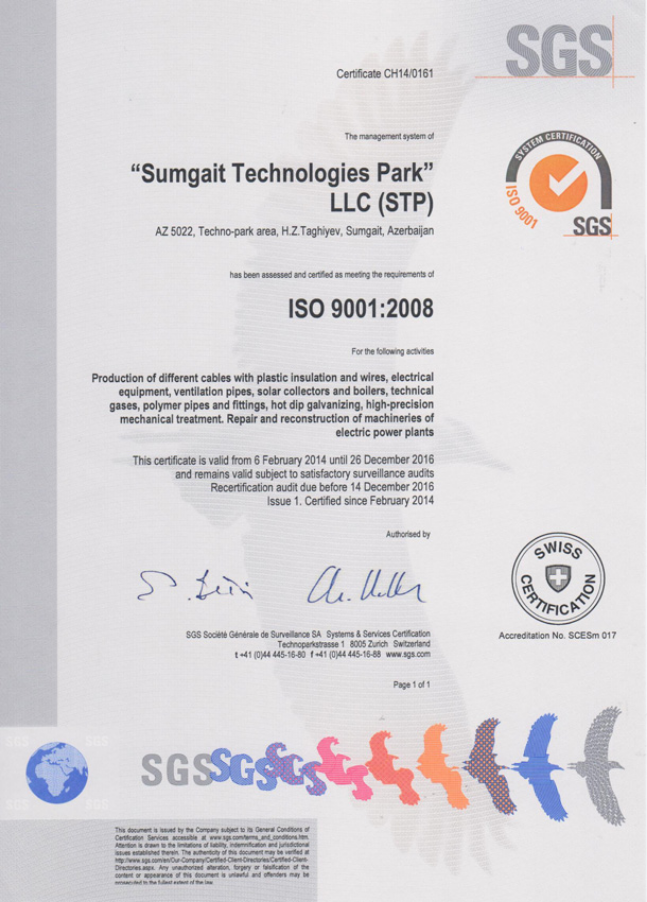 SGS
Certificate CH14/0161
The management system of
“Sumgait Technologies Park”
LLC (STP)
AZ 5022, Techno-park area, H.Z.Taghiyev, Sumgait, Azerbaijan
SYSTEM CERTIFICATION
ISO 9001
SGS
has been assessed and certified as meeting the requirements of
ISO 9001:2008
For the following activities
Production of different cables with plastic insulation and wires, electrical
equipment, ventilation pipes, solar collectors and boilers, technical
gases, polymer pipes and fittings, hot dip galvanizing, high-precision
mechanical treatment. Repair and reconstruction of machineries of
electric power plants
This certificate is valid from 6 February 2014 until 26 December 2016
and remains valid subject to satisfactory surveillance audits
Recertification audit due before 14 December 2016
Issue 1. Certified since February 2014
Authorised by
SWISS
CERTIFICATION
Accreditation No. SCESm 017
SGS Société Générale de Surveillance SA Systems & Services Certification
Technoparkstrasse 1 8005 Zurich Switzerland
t +41 (0)44 445-16-80 f +41 (0)44 445-16-88 www.sgs.com
Page 1 of 1
SGS SGS
SGS SGS
SGSSGSSGSSGS
This document is issued by the Company subject to its General Conditions of
Certification Services accessible at www.sgs.com/terms_and_conditions.htm.
Attention is drawn to the limitations of liability, indemnification and jurisdictional
issues established therein. The authenticity of this document may be verified at
http://www.sgs.com/en/Our-Company/Certified-Client-Directories/Certified-Client-
Directories.aspx. Any unauthorized alteration, forgery or falsification of the
content or appearance of this document is unlawful and offenders may be
prosecuted to the fullest extent of the law.